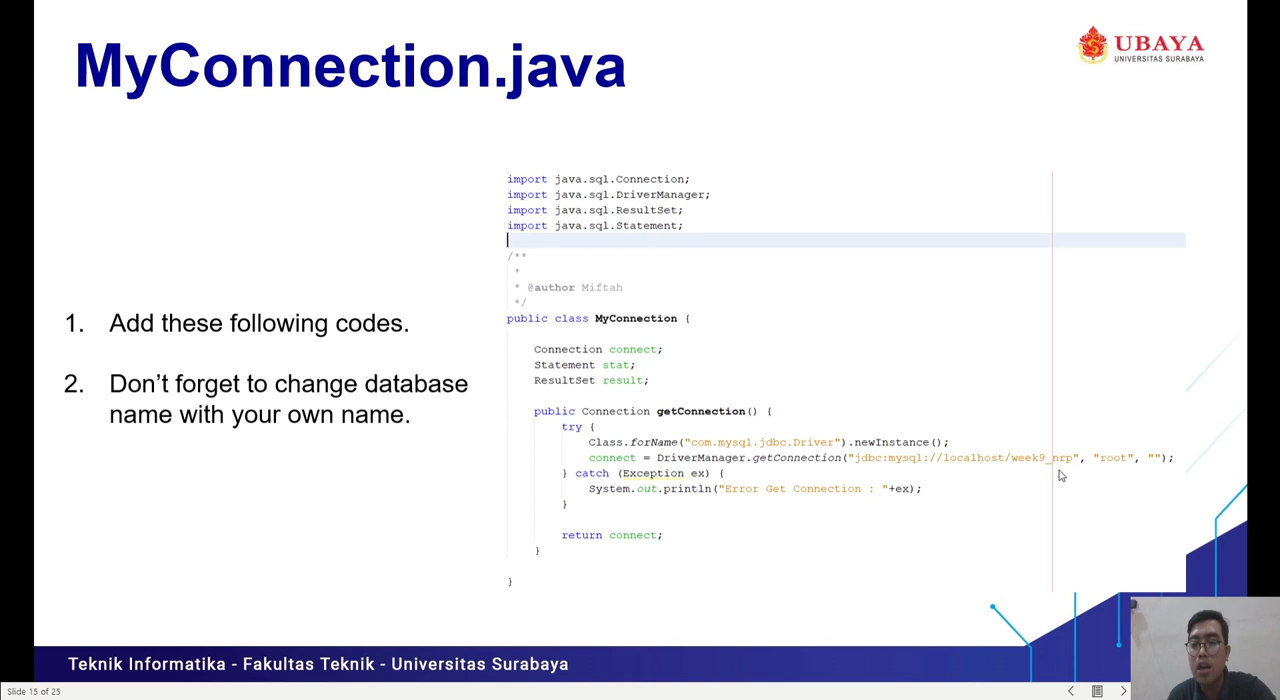 MyConnection.java
UBAYA
UNIVERSITAS SURABAYA
1. Add these following codes.
2. Don't forget to change database
name with your own name.
import java.sql.Connection;
import java.sql.DriverManager;
import java.sql.ResultSet;
import java.sql.Statement;
/**
*
* @author Miftah
*/
public class MyConnection {
Connection connect;
Statement stat;
ResultSet result;
public Connection getConnection() {
try {
Class.forName("com.mysql.jdbc.Driver").newInstance();
connect = DriverManager.getConnection("jdbc:mysql://localhost/week9_nrp", "root", "");
} catch (Exception ex) {
System.out.println("Error Get Connection : "+ex);
}
return connect;
}
}
Teknik Informatika - Fakultas Teknik - Universitas Surabaya
Slide 15 of 25